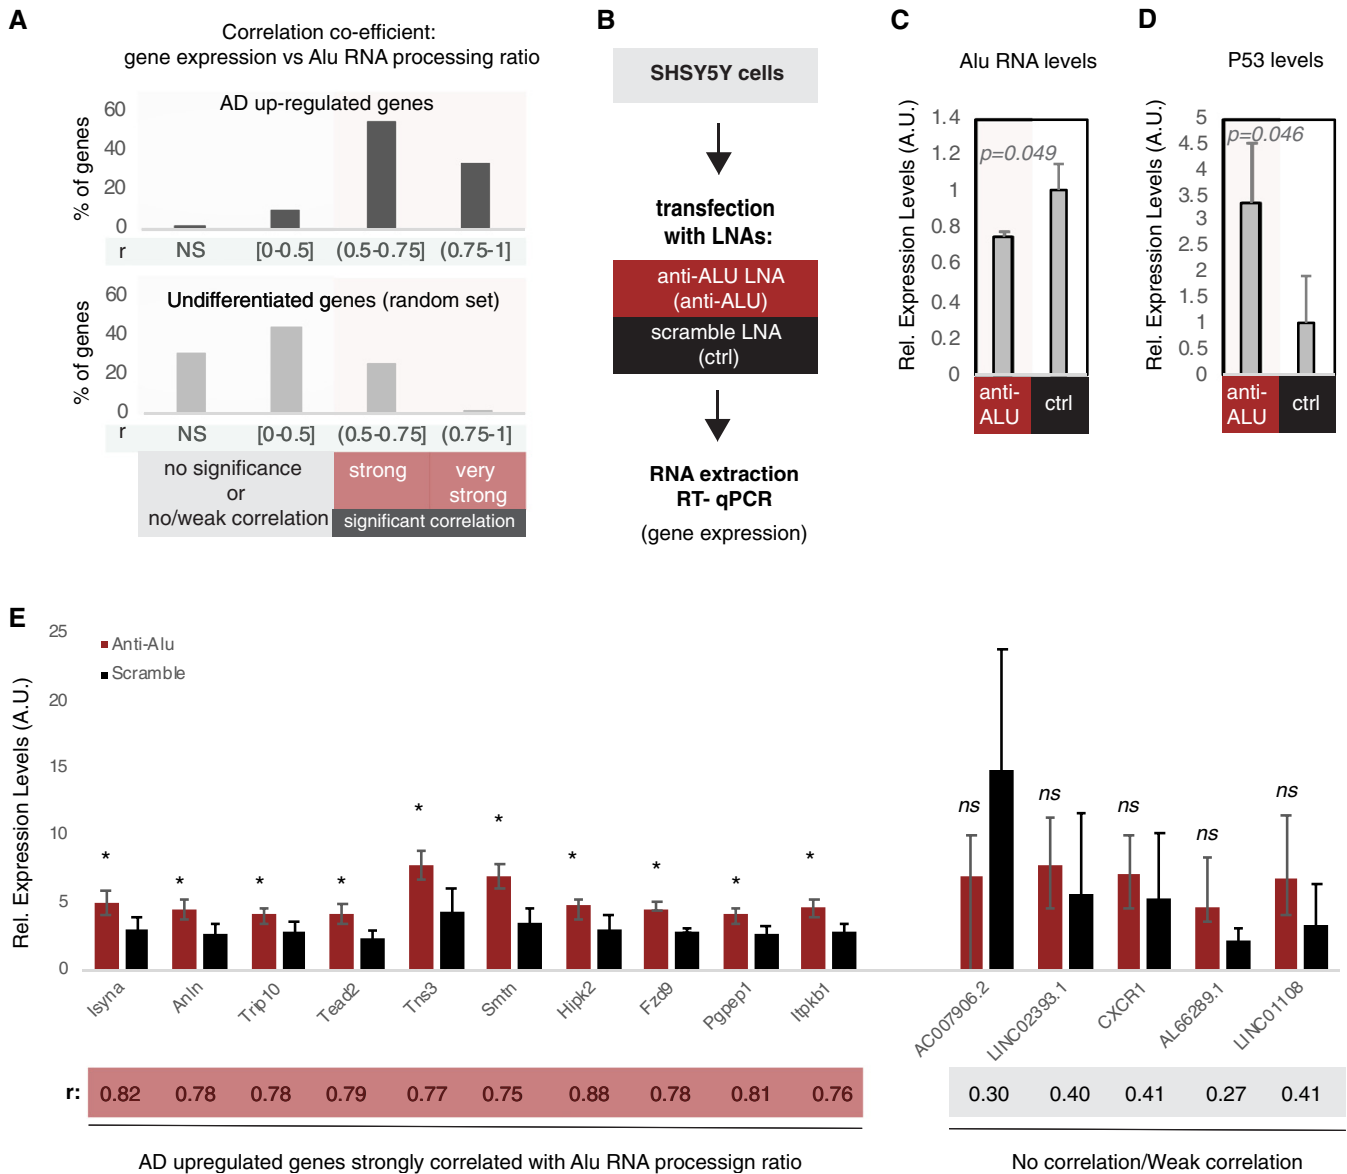 A
Correlation co-efficient:
gene expression vs Alu RNA processing ratio
AD up-regulated genes
% of genes
60
40
20
0
r NS [0-0.5] (0.5-0.75] (0.75-1]
Undifferentiated genes (random set)
% of genes
60
40
20
0
r NS [0-0.5] (0.5-0.75] (0.75-1]
no significance
or
no/weak correlation
strong
very
strong
significant correlation
B
SHSY5Y cells
transfection
with LNAs:
anti-ALU LNA
(anti-ALU)
scramble LNA
(ctrl)
RNA extraction
RT- qPCR
(gene expression)
C
Alu RNA levels
Rel. Expression Levels (A.U.)
1.4
1.2
1
0.8
0.6
0.4
0.2
0
p=0.049
anti-
ALU
ctrl
D
P53 levels
Rel. Expression Levels (A.U.)
5
4.5
4
3.5
3
2.5
2
1.5
1
0.5
0
p=0.046
anti-
ALU
ctrl
E
Rel. Expression Levels (A.U.)
25
20
15
10
5
0
Anti-Alu
Scramble
* * * * * * * * * *
ns ns ns ns ns
Isyna
Anln
Trip10
Tead2
Tns3
Smtn
Hipk2
Fzd9
Pgpep1
Itpkb1
AC007906.2
LINC02393.1
CXCR1
AL66289.1
LINC01108
r: 0.82 0.78 0.78 0.79 0.77 0.75 0.88 0.78 0.81 0.76
0.30 0.40 0.41 0.27 0.41
AD upregulated genes strongly correlated with Alu RNA processign ratio
No correlation/Weak correlation